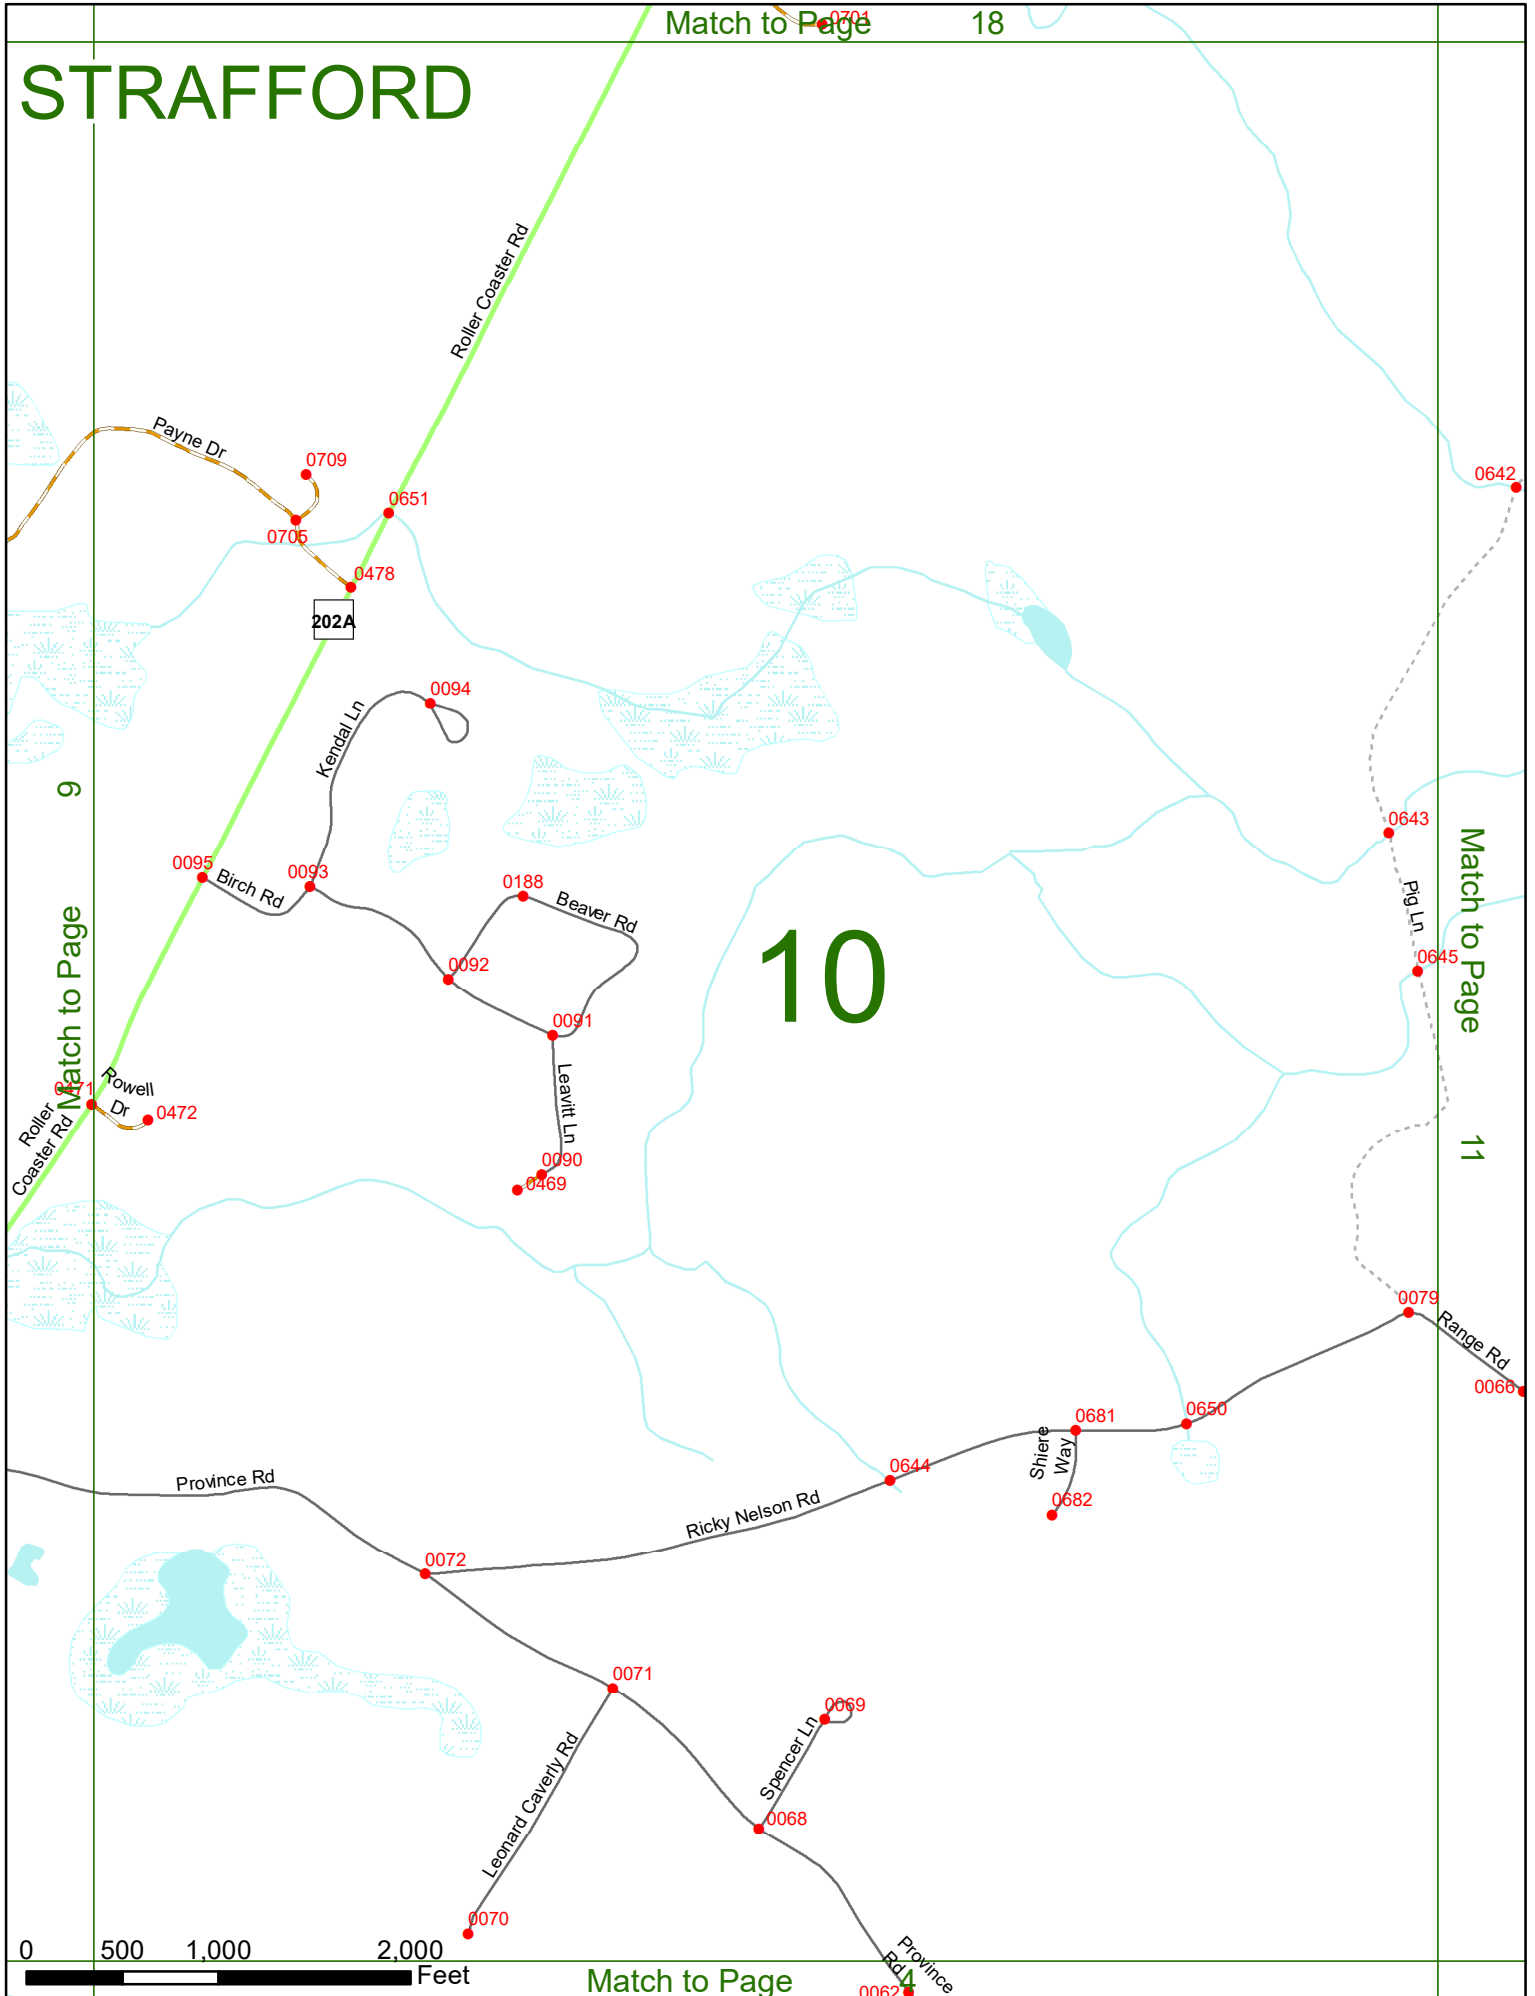 0701
Match to Page 18
STRAFFORD
Roller Coaster Rd
Payne Dr
0709
0642
0651
0705
0478
202A
0094
Kendal Ln
9
Match to Page
0643
0095
Birch Rd
0093
0188
Beaver Rd
Pig Ln
Match to Page
11
10
0092
0645
0091
Leavitt Ln
0471
Rowell
Dr
0472
Roller
Coaster Rd
0090
0469
0079
Range Rd
0066
0650
0681
Shiere
Way
0644
0682
Province Rd
Ricky Nelson Rd
0072
0071
0069
Spencer Ln
Leonard Caverly Rd
0068
0070
0 500 1,000 2,000
Feet
Province
Rd
Match to Page 4
0062